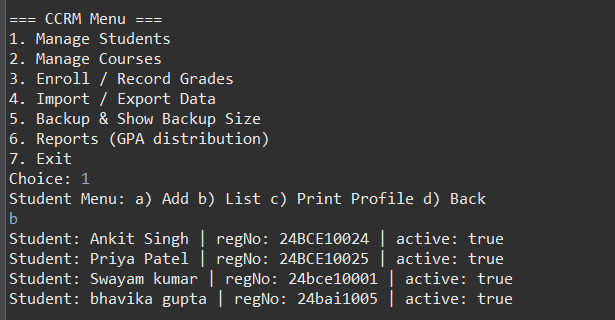 === CCRM Menu ===
1. Manage Students
2. Manage Courses
3. Enroll / Record Grades
4. Import / Export Data
5. Backup & Show Backup Size
6. Reports (GPA distribution)
7. Exit
Choice: 1
Student Menu: a) Add b) List c) Print Profile d) Back
b
Student: Ankit Singh | regNo: 24BCE10024 | active: true
Student: Priya Patel | regNo: 24BCE10025 | active: true
Student: Swayam kumar | regNo: 24bce10001 | active: true
Student: bhavika gupta | regNo: 24bai1005 | active: true